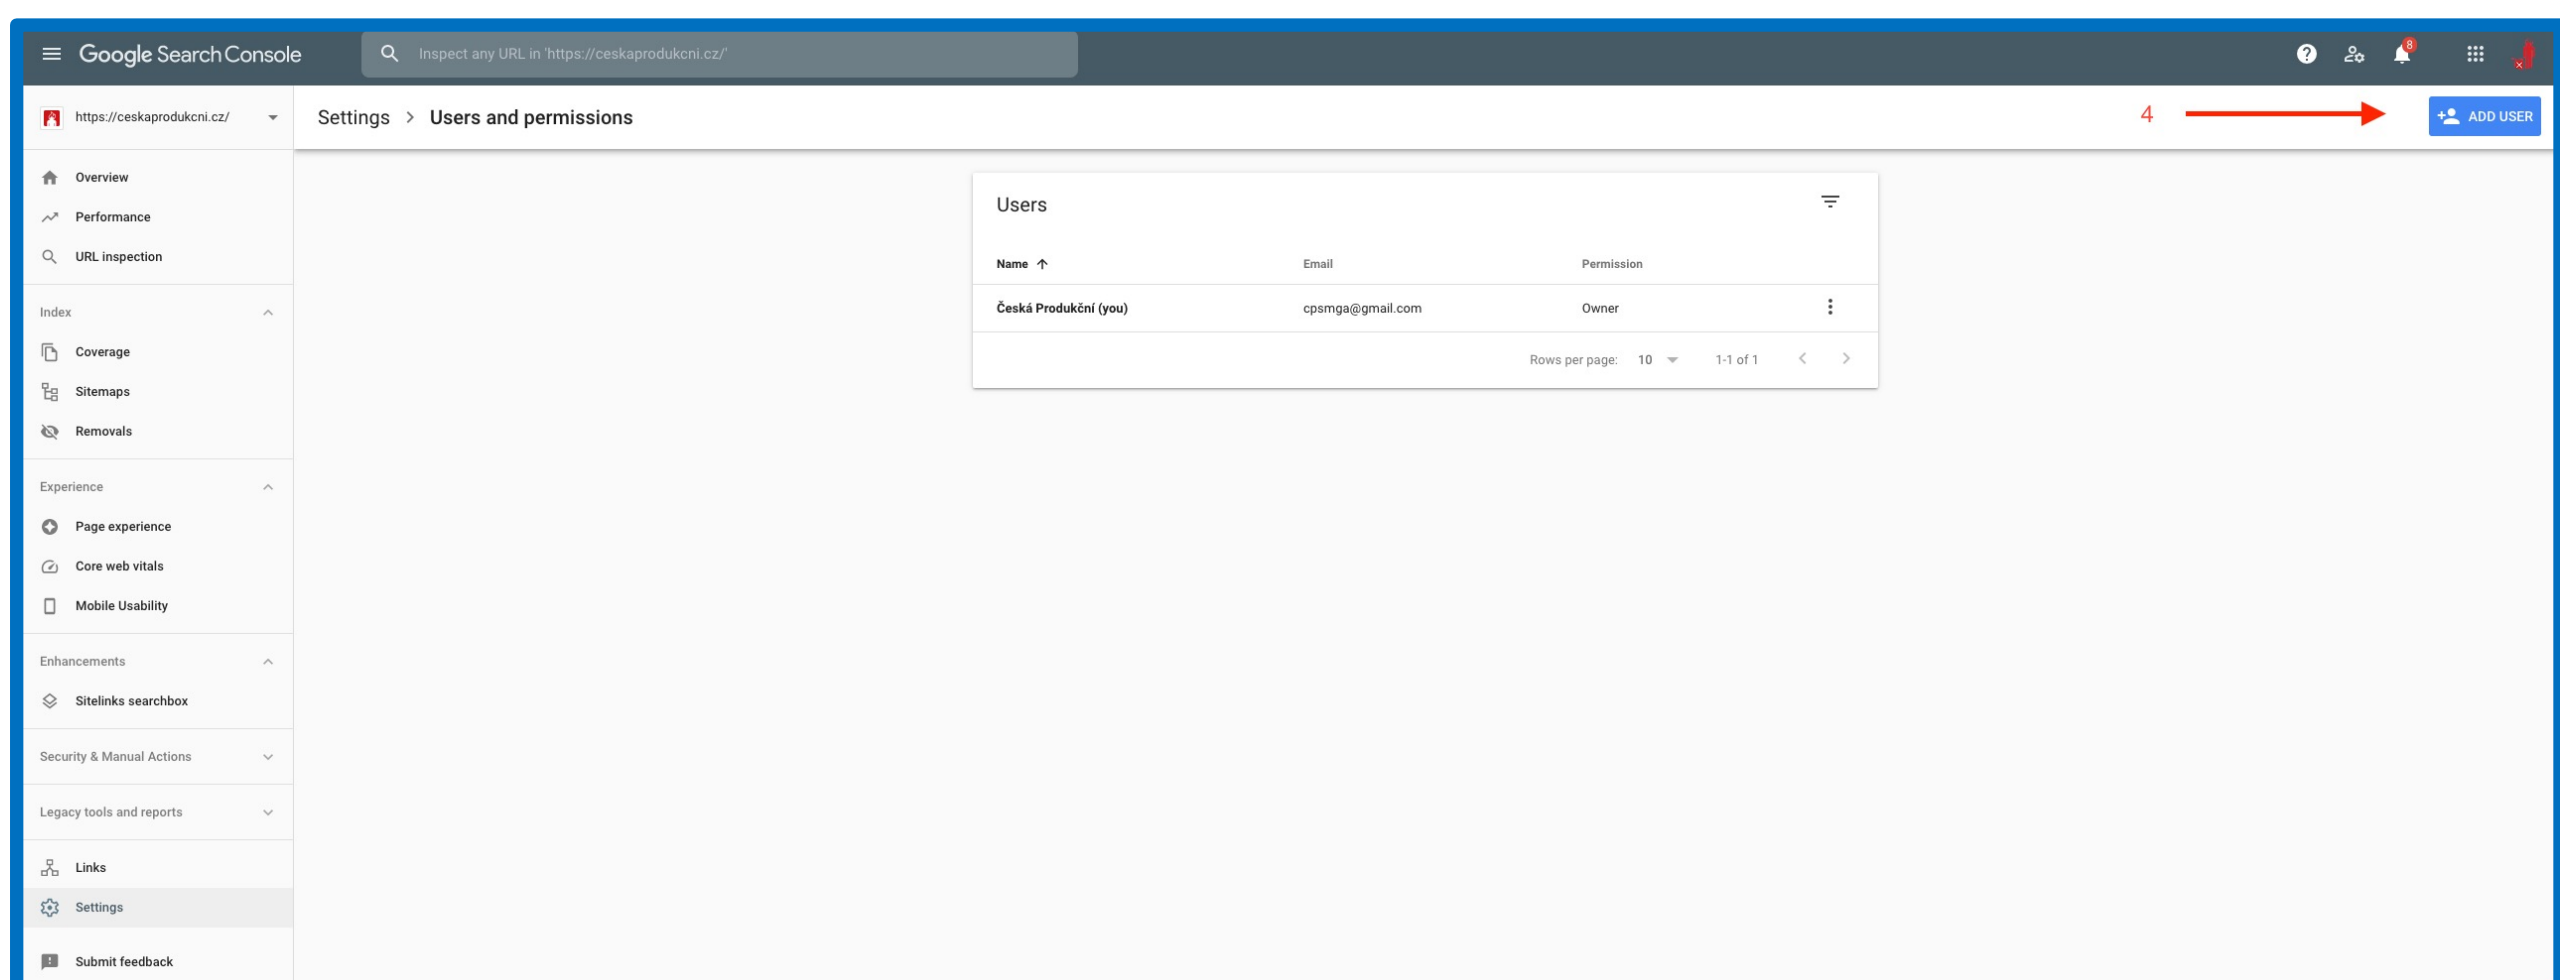 Google Search Console
Inspect any URL in 'https://ceskaprodukcni.cz/'
8
https://ceskaprodukcni.cz/
Settings > Users and permissions
4
ADD USER
Overview
Performance
URL inspection
Index
Coverage
Sitemaps
Removals
Experience
Page experience
Core web vitals
Mobile Usability
Enhancements
Sitelinks searchbox
Security & Manual Actions
Legacy tools and reports
Links
Settings
Submit feedback
Users
Name Email Permission
Česká Produkční (you) cpsmga@gmail.com Owner
Rows per page: 10 1-1 of 1